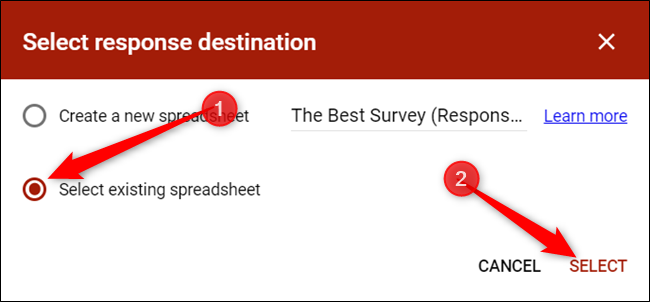 Select response destination
1
Create a new spreadsheet The Best Survey (Respons... Learn more
Select existing spreadsheet
2
CANCEL SELECT